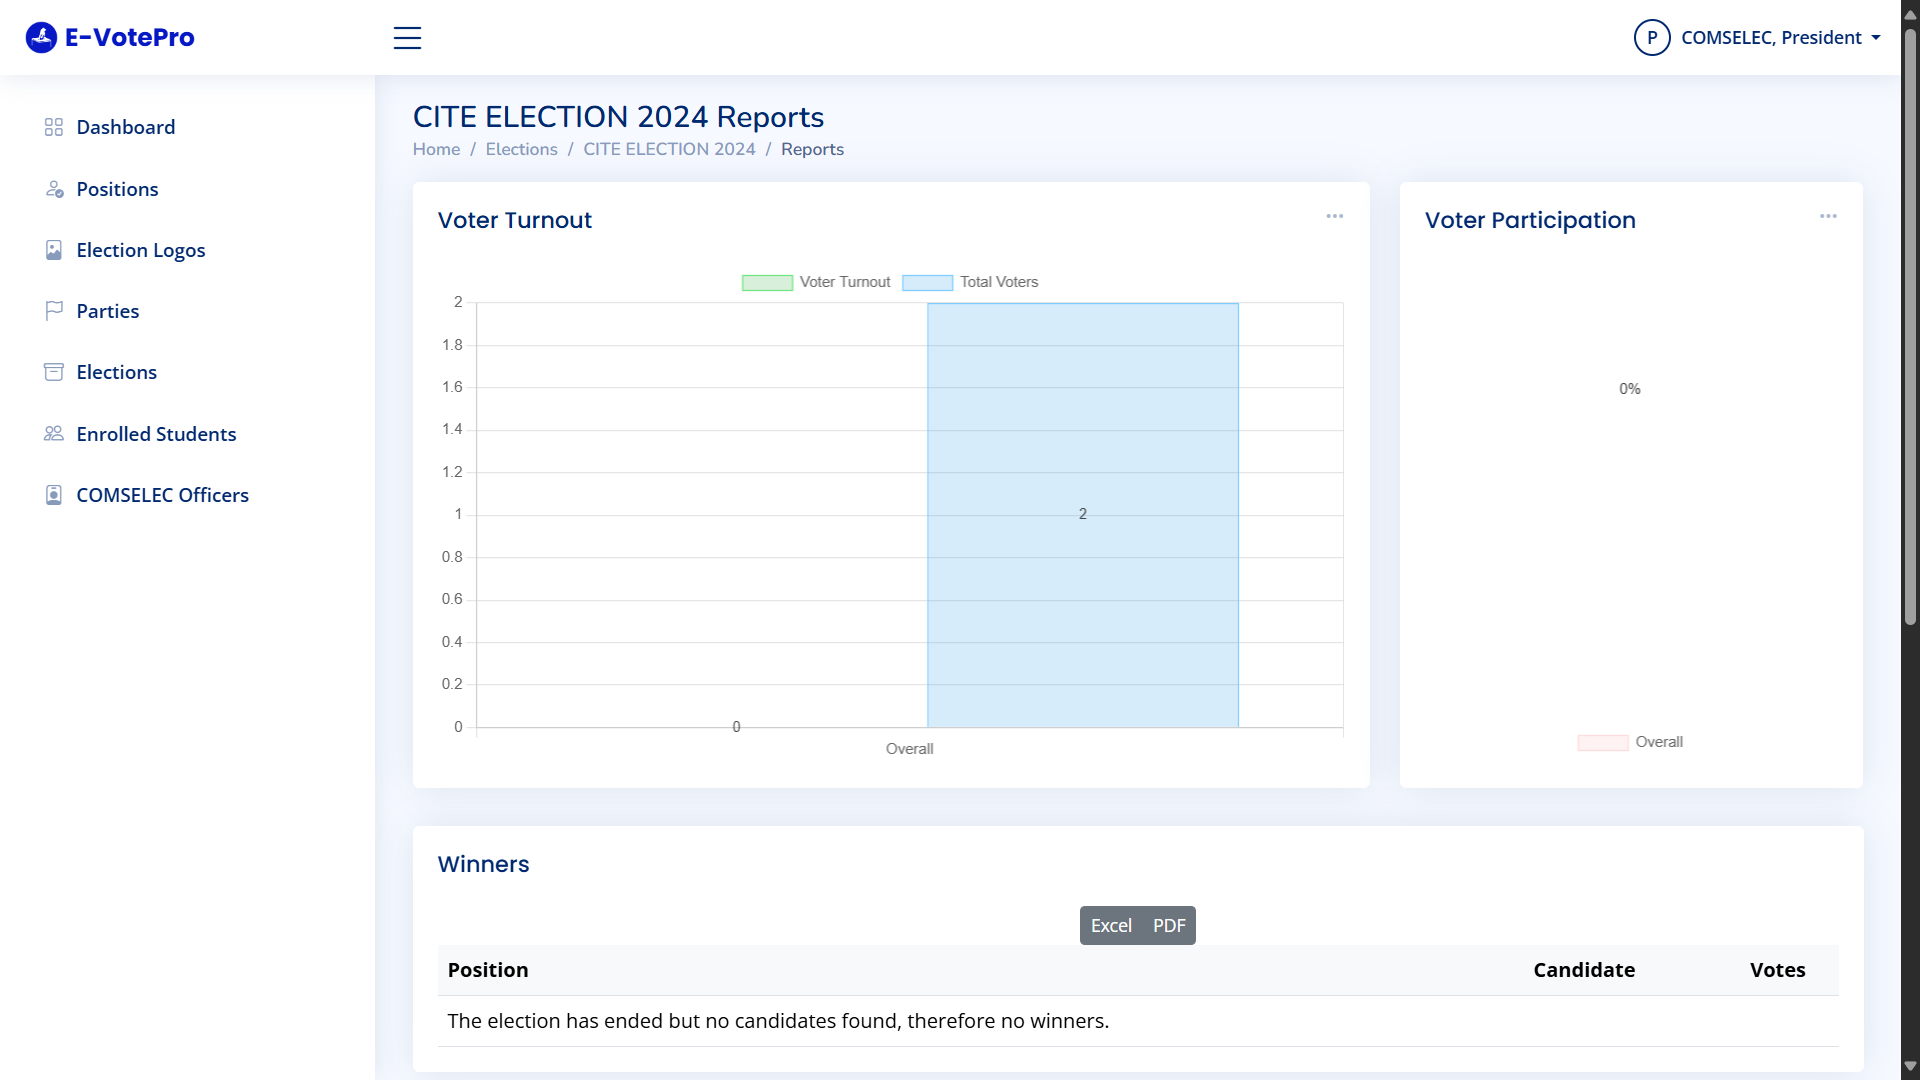 E-VotePro
P COMSELEC, President
Dashboard
Positions
Election Logos
Parties
Elections
Enrolled Students
COMSELEC Officers
CITE ELECTION 2024 Reports
Home / Elections / CITE ELECTION 2024 / Reports
Voter Turnout
Voter Turnout Total Voters
2
1.8
1.6
1.4
1.2
1
0.8
0.6
0.4
0.2
0
2
0
Overall
Voter Participation
0%
Overall
Winners
Excel PDF
Position Candidate Votes
The election has ended but no candidates found, therefore no winners.